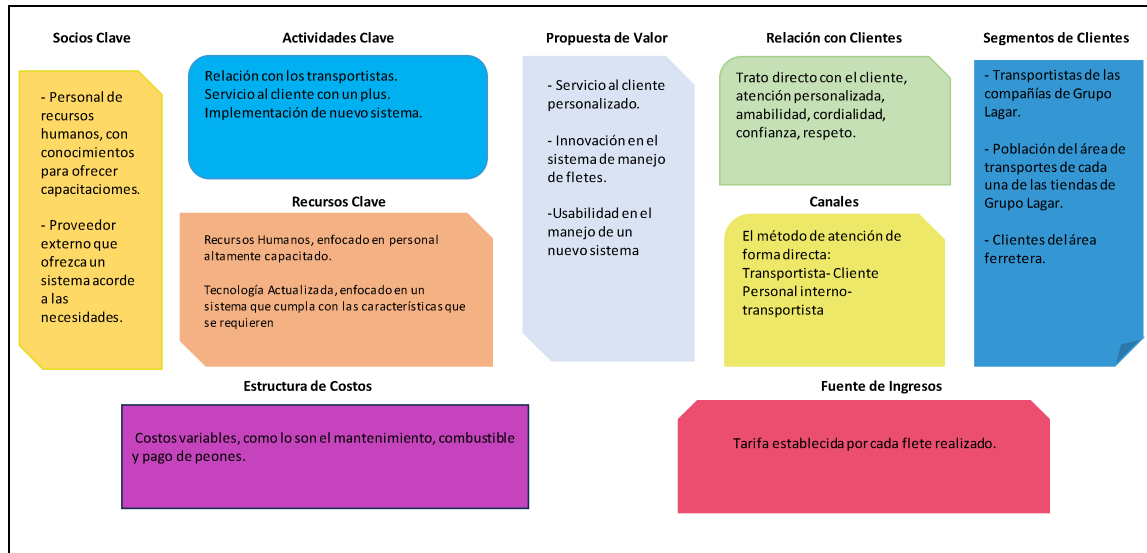 Socios Clave
- Personal de
recursos
humanos, con
conocimientos
para ofrecer
capacitaciomes.
- Proveedor
externo que
ofrezca un
sistema acorde
a las
necesidades.
Actividades Clave
Relación con los transportistas.
Servicio al cliente con un plus.
Implementación de nuevo sistema.
Recursos Clave
Recursos Humanos, enfocado en personal
altamente capacitado.
Tecnología Actualizada, enfocado en un
sistema que cumpla con las características que
se requieren
Propuesta de Valor
- Servicio al cliente
personalizado.
- Innovación en el
sistema de manejo
de fletes.
-Usabilidad en el
manejo de un
nuevo sistema
Relación con Clientes
Trato directo con el cliente,
atención personalizada,
amabilidad, cordialidad,
confianza, respeto.
Canales
El método de atención de
forma directa:
Transportista- Cliente
Personal interno-
transportista
Segmentos de Clientes
- Transportistas de las
compañías de Grupo
Lagar.
- Población del área de
transportes de cada
una de las tiendas de
Grupo Lagar.
- Clientes del área
ferretera.
Estructura de Costos
Costos variables, como lo son el mantenimiento, combustible
y pago de peones.
Fuente de Ingresos
Tarifa establecida por cada flete realizado.